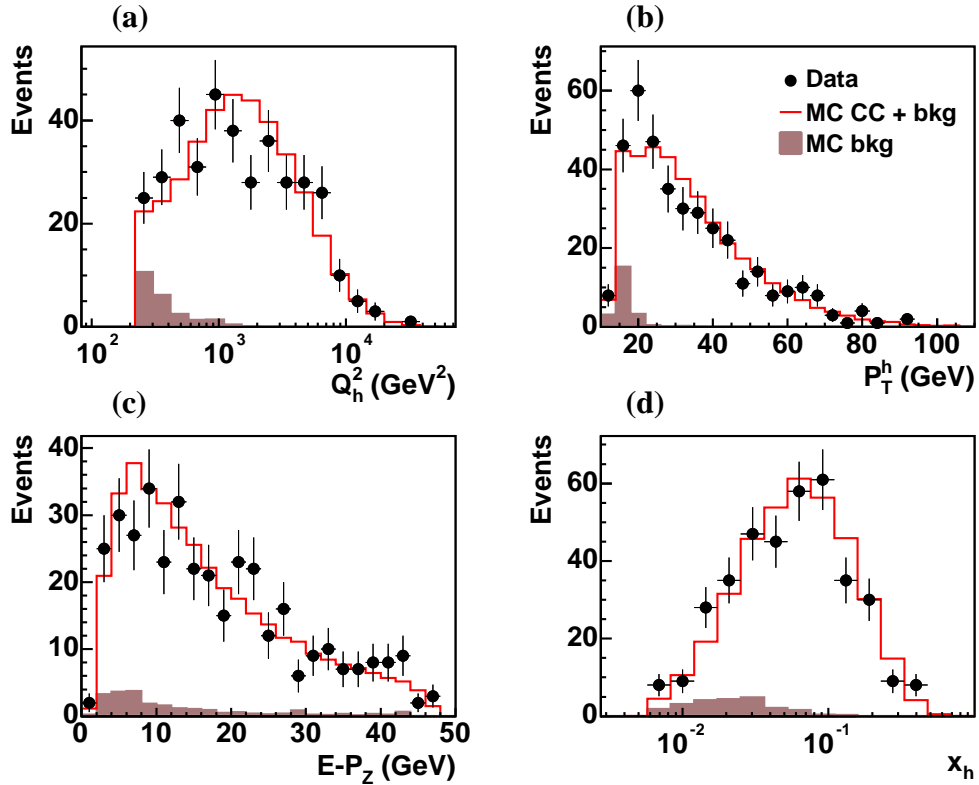 (a)
Events
40
20
0
10^2
10^3
10^4
Q_h^2 (GeV^2)
(b)
Events
60
40
20
0
20
40
60
80
100
Data
MC CC + bkg
MC bkg
P_T^h (GeV)
(c)
Events
40
30
20
10
0
0
10
20
30
40
50
E-P_Z (GeV)
(d)
Events
60
40
20
0
10^-2
10^-1
x_h